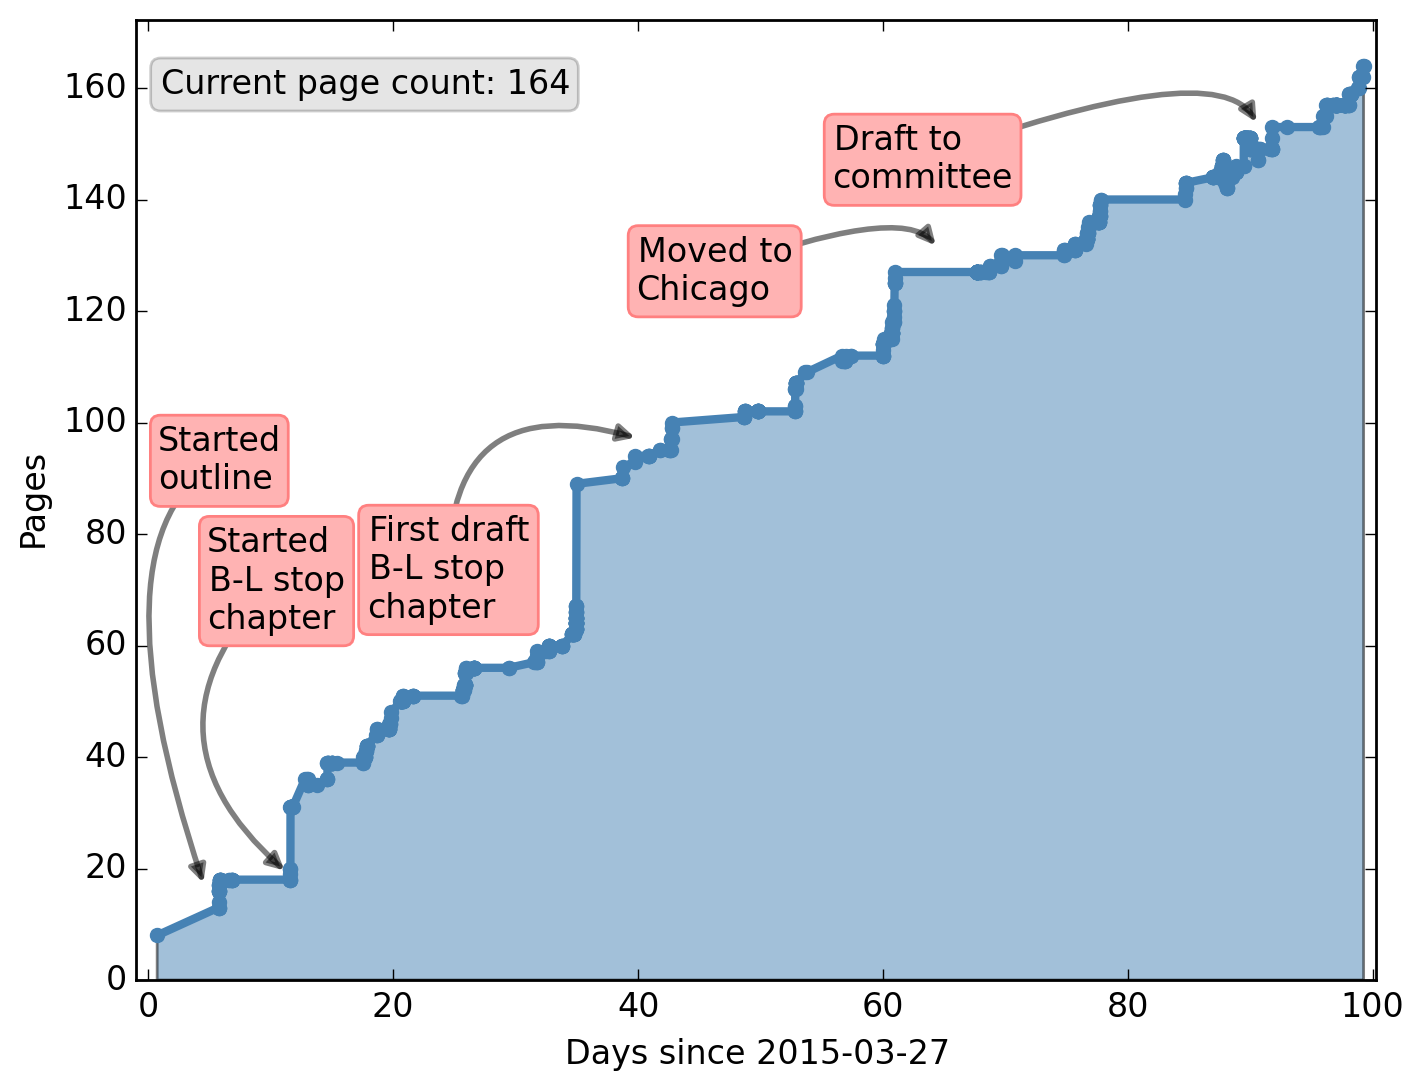 Current page count: 164
Draft to
committee
Moved to
Chicago
Started
outline
Started
B-L stop
chapter
First draft
B-L stop
chapter
Pages
160
140
120
100
80
60
40
20
0
0 20 40 60 80 100
Days since 2015-03-27